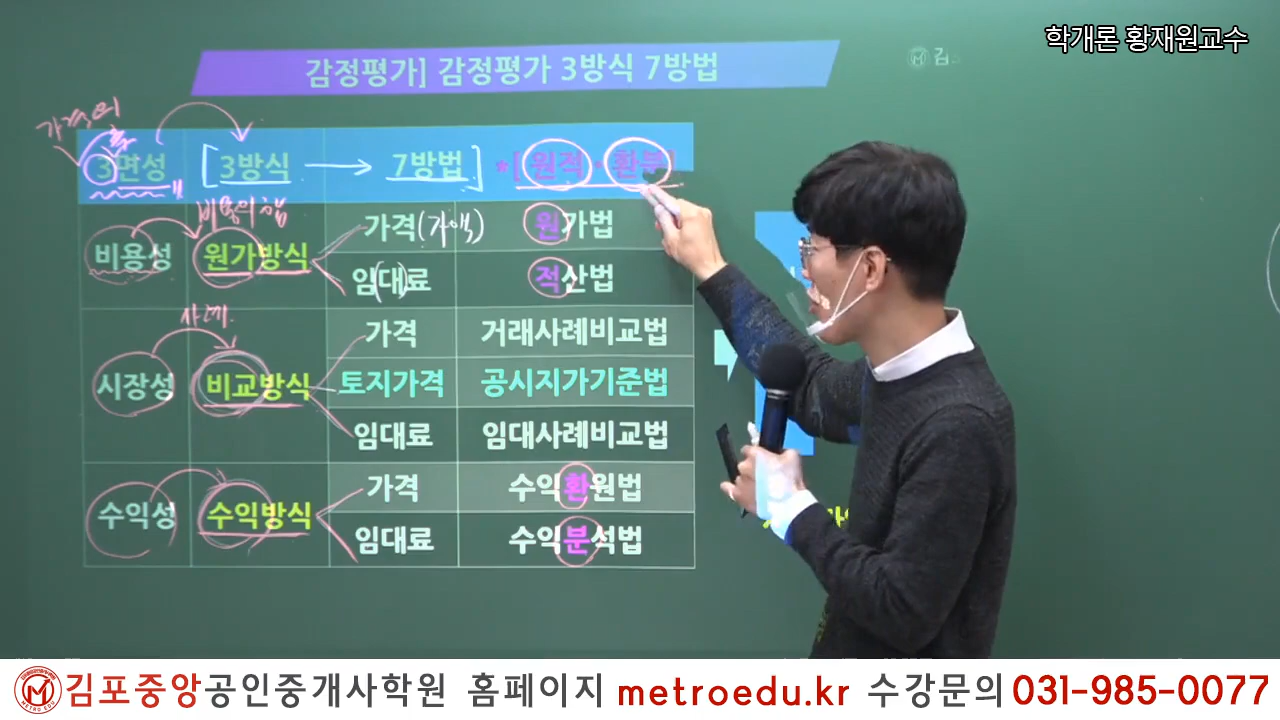 학개론 황재원교수
김
감정평가] 감정평가 3방식 7방법
가격의
3면성 [3방식 → 7방법] *[원적·환분]
비용의 합
비용성 원가방식 가격(가액) 원가법
임(대)료 적산법
사례
시장성 비교방식 가격 거래사례비교법
토지가격 공시지가기준법
임대료 임대사례비교법
수익성 수익방식 가격 수익환원법
임대료 수익분석법
METRO EDU 김포중앙공인중개사학원 홈페이지 metroedu.kr 수강문의 031-985-0077